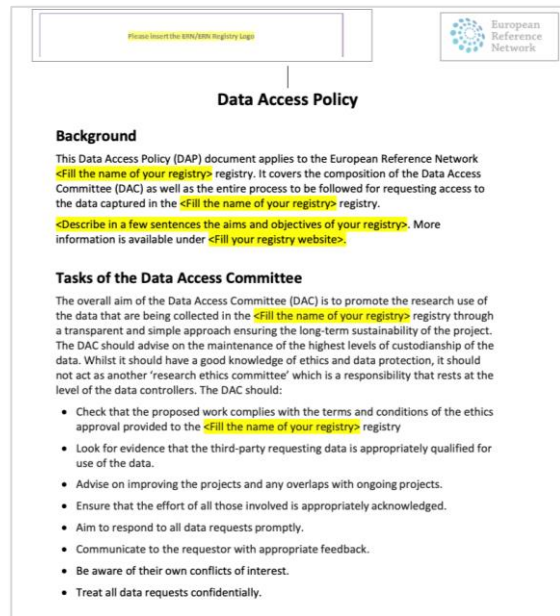 Please insert the ERN/ERN Registry Logo
European
Reference
Network
Data Access Policy
Background
This Data Access Policy (DAP) document applies to the European Reference Network
<Fill the name of your registry> registry. It covers the composition of the Data Access
Committee (DAC) as well as the entire process to be followed for requesting access to
the data captured in the <Fill the name of your registry> registry.
<Describe in a few sentences the aims and objectives of your registry>. More
information is available under <Fill your registry website>.
Tasks of the Data Access Committee
The overall aim of the Data Access Committee (DAC) is to promote the research use of
the data that are being collected in the <Fill the name of your registry> registry through
a transparent and simple approach ensuring the long-term sustainability of the project.
The DAC should advise on the maintenance of the highest levels of custodianship of the
data. Whilst it should have a good knowledge of ethics and data protection, it should
not act as another 'research ethics committee' which is a responsibility that rests at the
level of the data controllers. The DAC should:
• Check that the proposed work complies with the terms and conditions of the ethics
approval provided to the <Fill the name of your registry> registry
• Look for evidence that the third-party requesting data is appropriately qualified for
use of the data.
• Advise on improving the projects and any overlaps with ongoing projects.
• Ensure that the effort of all those involved is appropriately acknowledged.
• Aim to respond to all data requests promptly.
• Communicate to the requestor with appropriate feedback.
• Be aware of their own conflicts of interest.
• Treat all data requests confidentially.